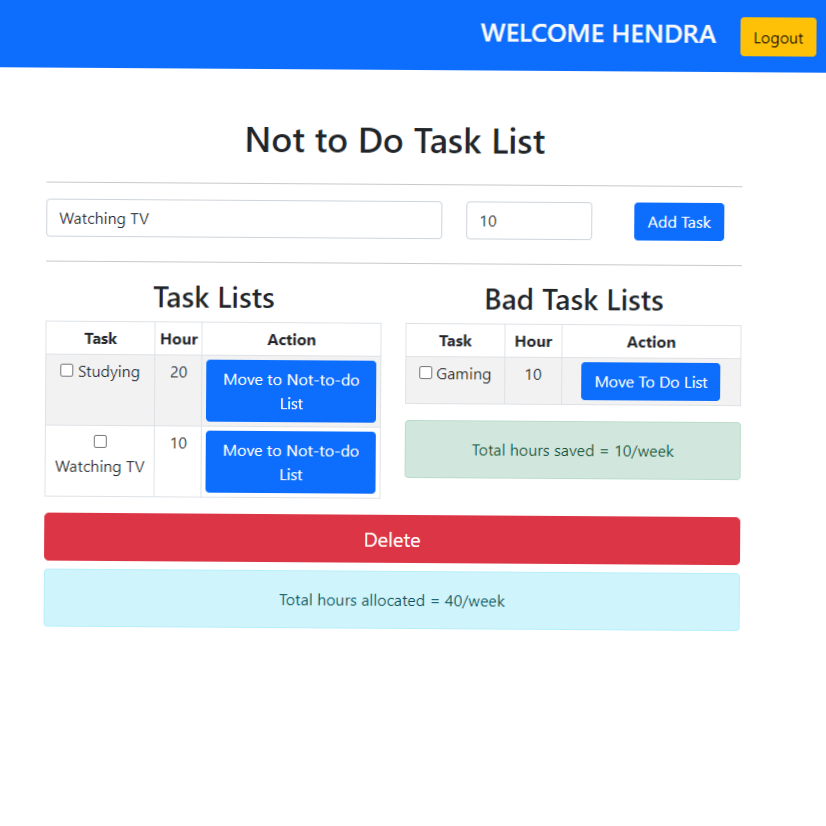 WELCOME HENDRA Logout
Not to Do Task List
Watching TV 10 Add Task
Task Lists
Task Hour Action
Studying 20 Move to Not-to-do
List
Watching TV 10 Move to Not-to-do
List
Bad Task Lists
Task Hour Action
Gaming 10 Move To Do List
Total hours saved = 10/week
Delete
Total hours allocated = 40/week